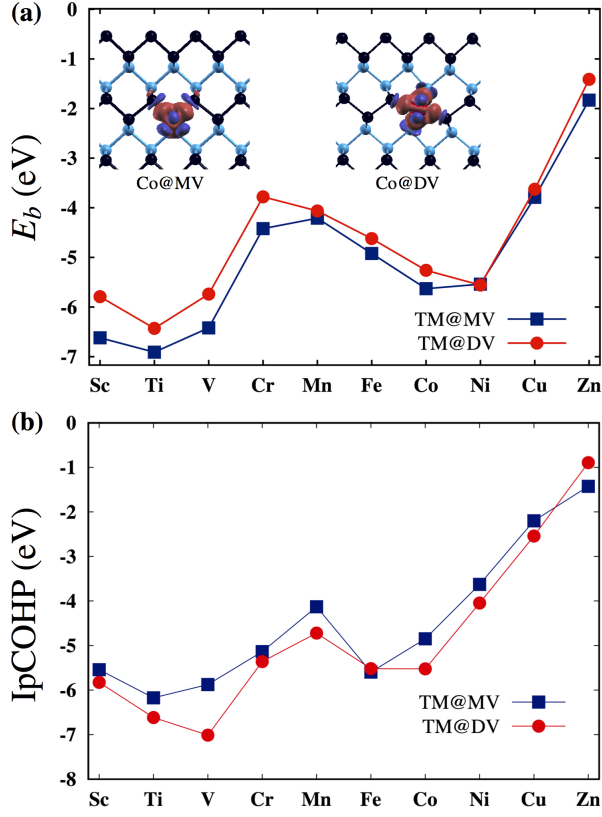 (a)
0
-1
-2
-3
-4
-5
-6
-7
E_b (eV)
Co@MV
Co@DV
TM@MV
TM@DV
Sc Ti V Cr Mn Fe Co Ni Cu Zn
(b)
0
-1
-2
-3
-4
-5
-6
-7
-8
IpCOHP (eV)
TM@MV
TM@DV
Sc Ti V Cr Mn Fe Co Ni Cu Zn